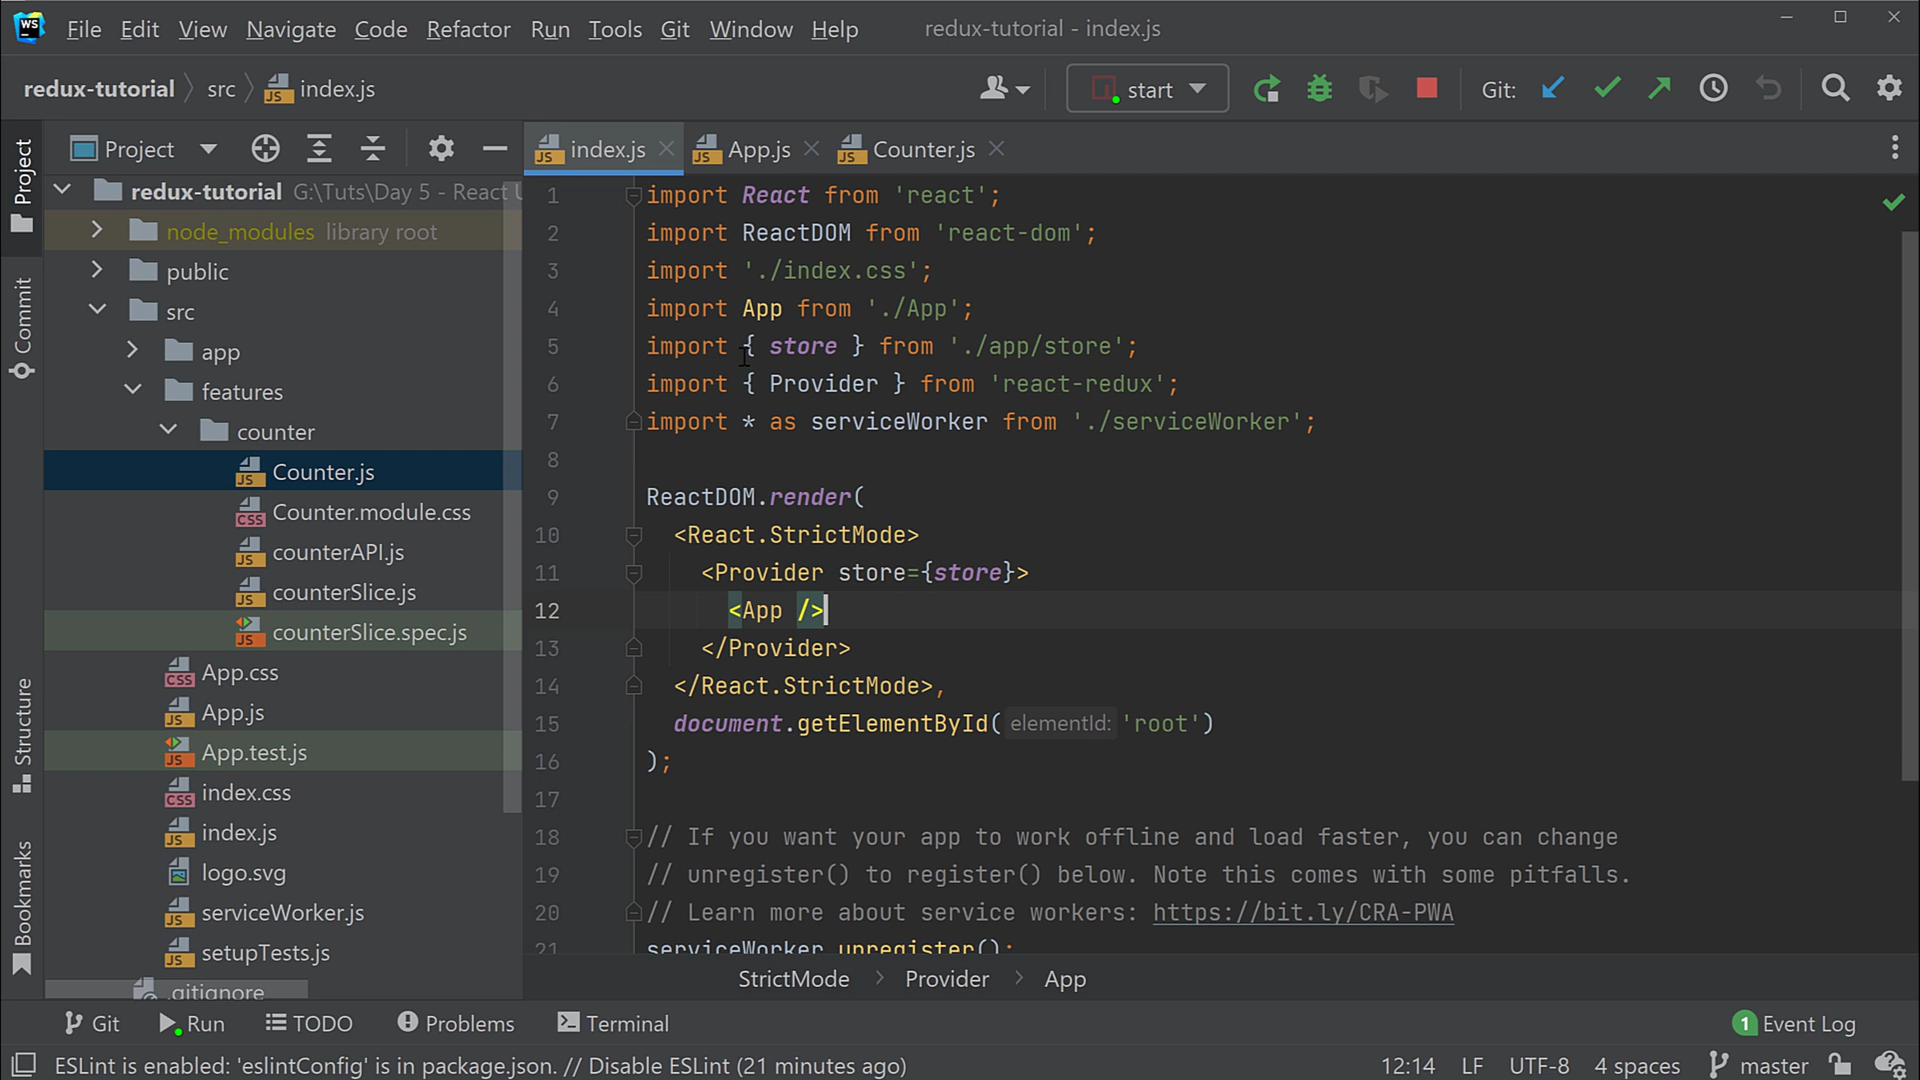 WS File Edit View Navigate Code Refactor Run Tools Git Window Help redux-tutorial - index.js
redux-tutorial src index.js start Git:
Project
Commit
Structure
Bookmarks
Project
redux-tutorial G:\Tuts\Day 5 - React U
node_modules library root
public
src
app
features
counter
Counter.js
Counter.module.css
counterAPI.js
counterSlice.js
counterSlice.spec.js
App.css
App.js
App.test.js
index.css
index.js
logo.svg
serviceWorker.js
setupTests.js
.gitignore
index.js App.js Counter.js
1 import React from 'react';
2 import ReactDOM from 'react-dom';
3 import './index.css';
4 import App from './App';
5 import { store } from './app/store';
6 import { Provider } from 'react-redux';
7 import * as serviceWorker from './serviceWorker';
8
9 ReactDOM.render(
10 <React.StrictMode>
11 <Provider store={store}>
12 <App />
13 </Provider>
14 </React.StrictMode>,
15 document.getElementById( elementId: 'root')
16 );
17
18 // If you want your app to work offline and load faster, you can change
19 // unregister() to register() below. Note this comes with some pitfalls.
20 // Learn more about service workers: https://bit.ly/CRA-PWA
21 serviceWorker.unregister();
StrictMode Provider App
Git Run TODO Problems Terminal 1 Event Log
ESLint is enabled: 'eslintConfig' is in package.json. // Disable ESLint (21 minutes ago) 12:14 LF UTF-8 4 spaces master